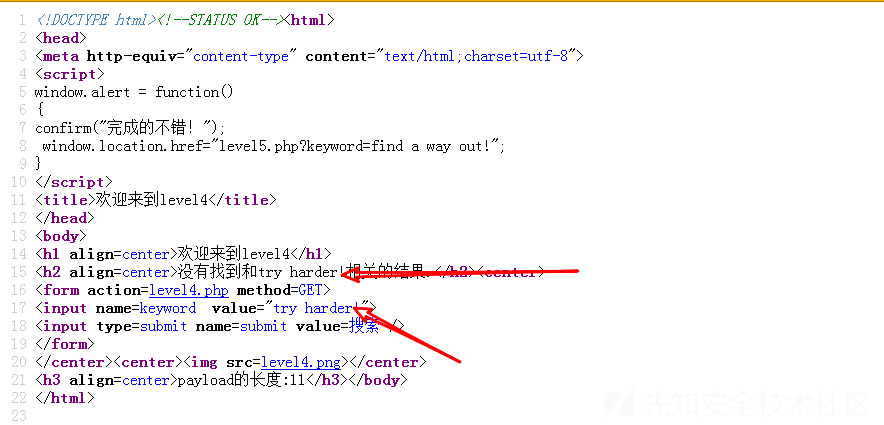 1 <!DOCTYPE html><!--STATUS OK--><html>
2 <head>
3 <meta http-equiv="content-type" content="text/html;charset=utf-8">
4 <script>
5 window.alert = function()
6 {
7 confirm("完成的不错！");
8 window.location.href="level5.php?keyword=find a way out!";
9 }
10 </script>
11 <title>欢迎来到level4</title>
12 </head>
13 <body>
14 <h1 align=center>欢迎来到level4</h1>
15 <h2 align=center>没有找到和try harder!相关的结果.</h2><center>
16 <form action=level4.php method=GET>
17 <input name=keyword value="try harder!">
18 <input type=submit name=submit value=搜索 />
19 </form>
20 </center><center><img src=level4.png></center>
21 <h3 align=center>payload的长度:11</h3></body>
22 </html>
23
先知安全技术社区